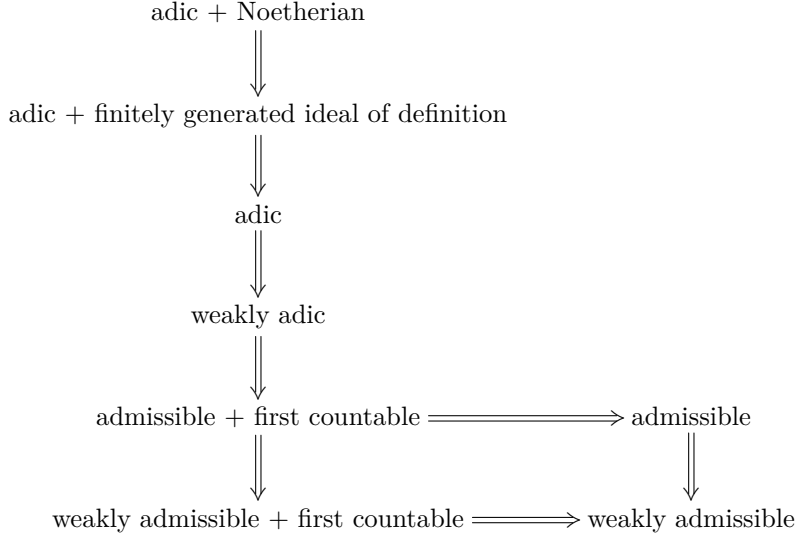 adic + Noetherian
adic + finitely generated ideal of definition
adic
weakly adic
admissible + first countable
admissible
weakly admissible + first countable
weakly admissible